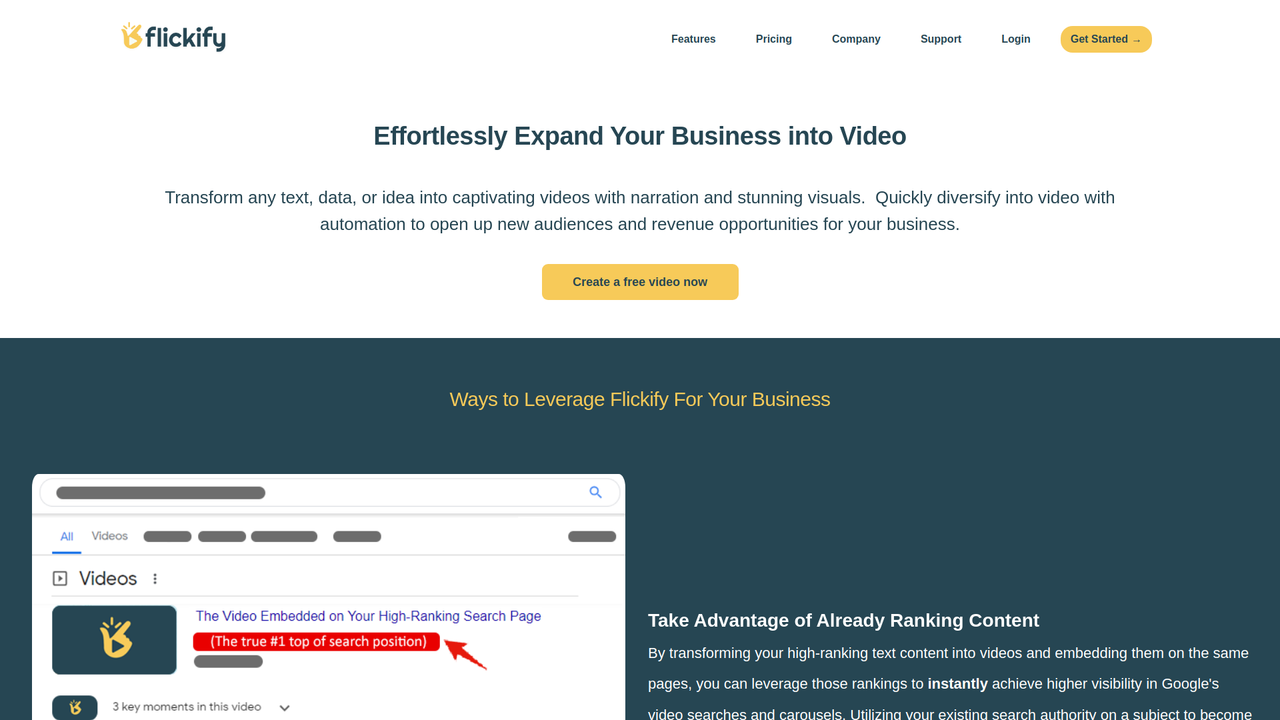 flickify
Features
Pricing
Company
Support
Login
Get Started →
Effortlessly Expand Your Business into Video
Transform any text, data, or idea into captivating videos with narration and stunning visuals.  Quickly diversify into video with
automation to open up new audiences and revenue opportunities for your business.
Create a free video now
Ways to Leverage Flickify For Your Business
All
Videos
Videos
The Video Embedded on Your High-Ranking Search Page
(The true #1 top of search position)
3 key moments in this video
Take Advantage of Already Ranking Content
By transforming your high-ranking text content into videos and embedding them on the same
pages, you can leverage those rankings to instantly achieve higher visibility in Google's
video searches and carousels. Utilizing your existing search authority on a subject to become